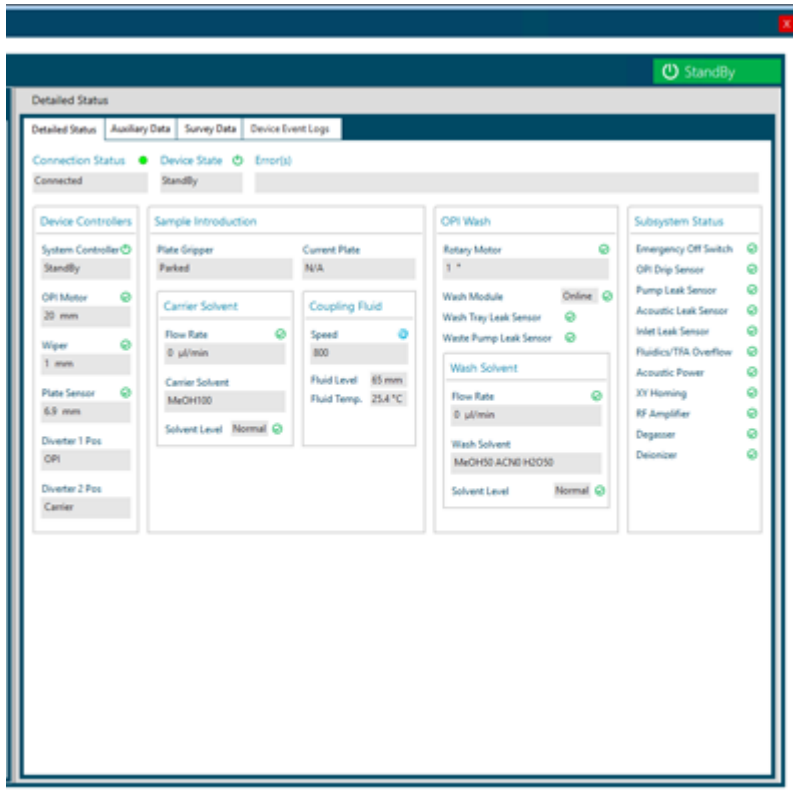 X
StandBy
Detailed Status
Detailed Status Auxiliary Data Survey Data Device Event Logs
Connection Status Device State Error(s)
Connected StandBy
Device Controllers
System Controller
StandBy
OPI Motor
20 mm
Wiper
1 mm
Plate Sensor
6.9 mm
Diverter 1 Pos
OPI
Diverter 2 Pos
Carrier
Sample Introduction
Plate Gripper Current Plate
Parked N/A
Carrier Solvent
Flow Rate
0 µl/min
Carrier Solvent
MeOH100
Solvent Level Normal
Coupling Fluid
Speed
800
Fluid Level 65 mm
Fluid Temp. 25.4 °C
OPI Wash
Rotary Motor
1 °
Wash Module Online
Wash Tray Leak Sensor
Waste Pump Leak Sensor
Wash Solvent
Flow Rate
0 µl/min
Wash Solvent
MeOH50 ACN0 H2O50
Solvent Level Normal
Subsystem Status
Emergency Off Switch
OPI Drip Sensor
Pump Leak Sensor
Acoustic Leak Sensor
Inlet Leak Sensor
Fluidics/TFA Overflow
Acoustic Power
XY Homing
RF Amplifier
Degasser
Deionizer